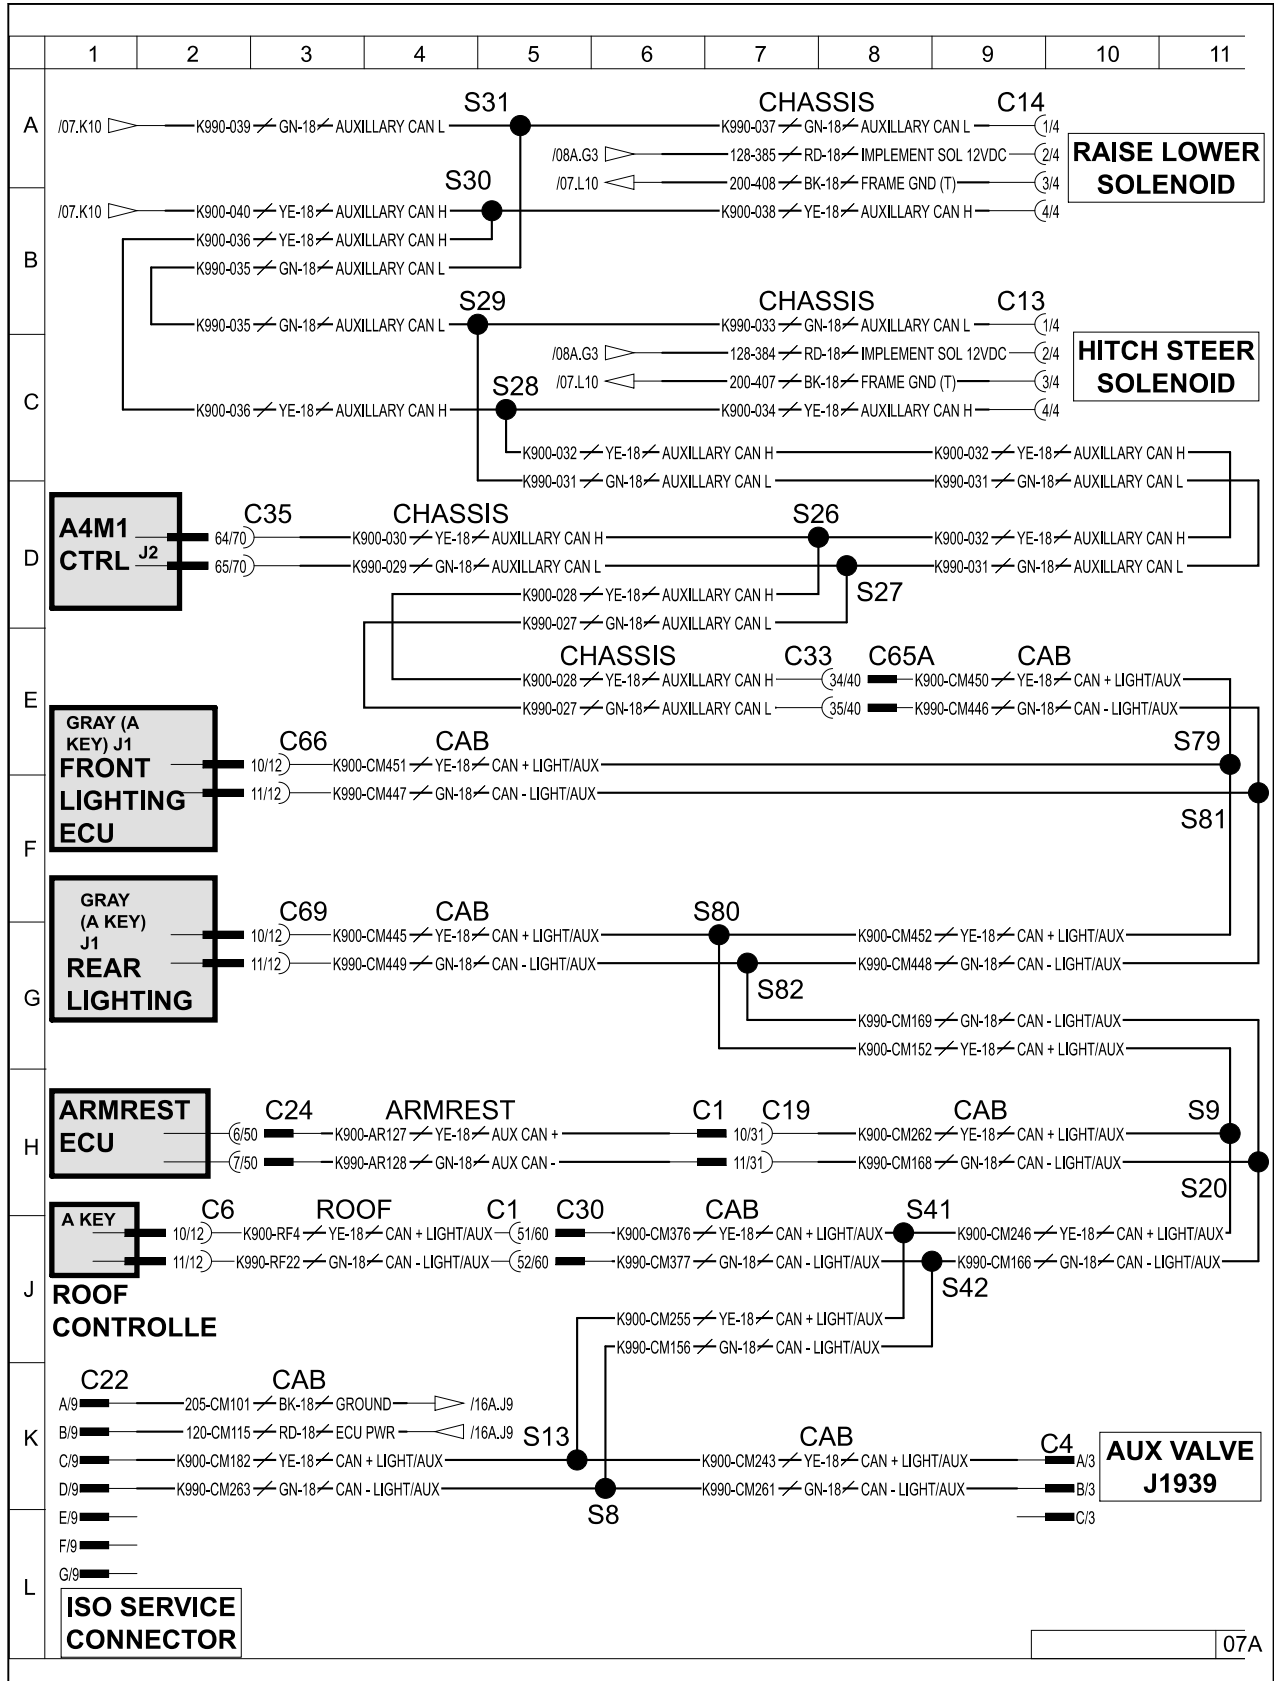 1 2 3 4 5 6 7 8 9 10 11
S31 CHASSIS C14
A /07.K10 K990-039 GN-18 AUXILLARY CAN L K990-037 GN-18 AUXILLARY CAN L 1/4
/08A.G3 128-385 RD-18 IMPLEMENT SOL 12VDC 2/4 RAISE LOWER
S30 /07.L10 200-408 BK-18 FRAME GND (T) 3/4 SOLENOID
/07.K10 K900-040 YE-18 AUXILLARY CAN H K900-038 YE-18 AUXILLARY CAN H 4/4
K900-036 YE-18 AUXILLARY CAN H
B K990-035 GN-18 AUXILLARY CAN L
S29 CHASSIS C13
K990-035 GN-18 AUXILLARY CAN L K990-033 GN-18 AUXILLARY CAN L 1/4
/08A.G3 128-384 RD-18 IMPLEMENT SOL 12VDC 2/4 HITCH STEER
S28 /07.L10 200-407 BK-18 FRAME GND (T) 3/4 SOLENOID
C K900-036 YE-18 AUXILLARY CAN H K900-034 YE-18 AUXILLARY CAN H 4/4
K900-032 YE-18 AUXILLARY CAN H K900-032 YE-18 AUXILLARY CAN H
K990-031 GN-18 AUXILLARY CAN L K990-031 GN-18 AUXILLARY CAN L
A4M1 C35 CHASSIS S26
64/70 K900-030 YE-18 AUXILLARY CAN H K900-032 YE-18 AUXILLARY CAN H
D CTRL J2 65/70 K990-029 GN-18 AUXILLARY CAN L K990-031 GN-18 AUXILLARY CAN L
K900-028 YE-18 AUXILLARY CAN H S27
K990-027 GN-18 AUXILLARY CAN L
CHASSIS C33 C65A CAB
K900-028 YE-18 AUXILLARY CAN H 34/40 K900-CM450 YE-18 CAN + LIGHT/AUX
E K990-027 GN-18 AUXILLARY CAN L 35/40 K990-CM446 GN-18 CAN - LIGHT/AUX
GRAY (A
KEY) J1 C66 CAB S79
FRONT 10/12 K900-CM451 YE-18 CAN + LIGHT/AUX
LIGHTING 11/12 K990-CM447 GN-18 CAN - LIGHT/AUX
ECU S81
F
GRAY
(A KEY) C69 CAB S80
J1 10/12 K900-CM445 YE-18 CAN + LIGHT/AUX K900-CM452 YE-18 CAN + LIGHT/AUX
REAR 11/12 K990-CM449 GN-18 CAN - LIGHT/AUX K990-CM448 GN-18 CAN - LIGHT/AUX
G LIGHTING S82
K990-CM169 GN-18 CAN - LIGHT/AUX
K900-CM152 YE-18 CAN + LIGHT/AUX
ARMREST C24 ARMREST C1 C19 CAB S9
H ECU 6/50 K900-AR127 YE-18 AUX CAN + 10/31 K900-CM262 YE-18 CAN + LIGHT/AUX
7/50 K990-AR128 GN-18 AUX CAN - 11/31 K990-CM168 GN-18 CAN - LIGHT/AUX
S20
A KEY C6 ROOF C1 C30 CAB S41
10/12 K900-RF4 YE-18 CAN + LIGHT/AUX 51/60 K900-CM376 YE-18 CAN + LIGHT/AUX K900-CM246 YE-18 CAN + LIGHT/AUX
11/12 K990-RF22 GN-18 CAN - LIGHT/AUX 52/60 K990-CM377 GN-18 CAN - LIGHT/AUX K990-CM166 GN-18 CAN - LIGHT/AUX
J ROOF S42
CONTROLLE K900-CM255 YE-18 CAN + LIGHT/AUX
K990-CM156 GN-18 CAN - LIGHT/AUX
C22 CAB
A/9 205-CM101 BK-18 GROUND /16A.J9
K B/9 120-CM115 RD-18 ECU PWR /16A.J9 S13 CAB C4
C/9 K900-CM182 YE-18 CAN + LIGHT/AUX K900-CM243 YE-18 CAN + LIGHT/AUX A/3 AUX VALVE
D/9 K990-CM263 GN-18 CAN - LIGHT/AUX K990-CM261 GN-18 CAN - LIGHT/AUX B/3 J1939
E/9 S8 C/3
F/9
L G/9
ISO SERVICE
CONNECTOR
07A